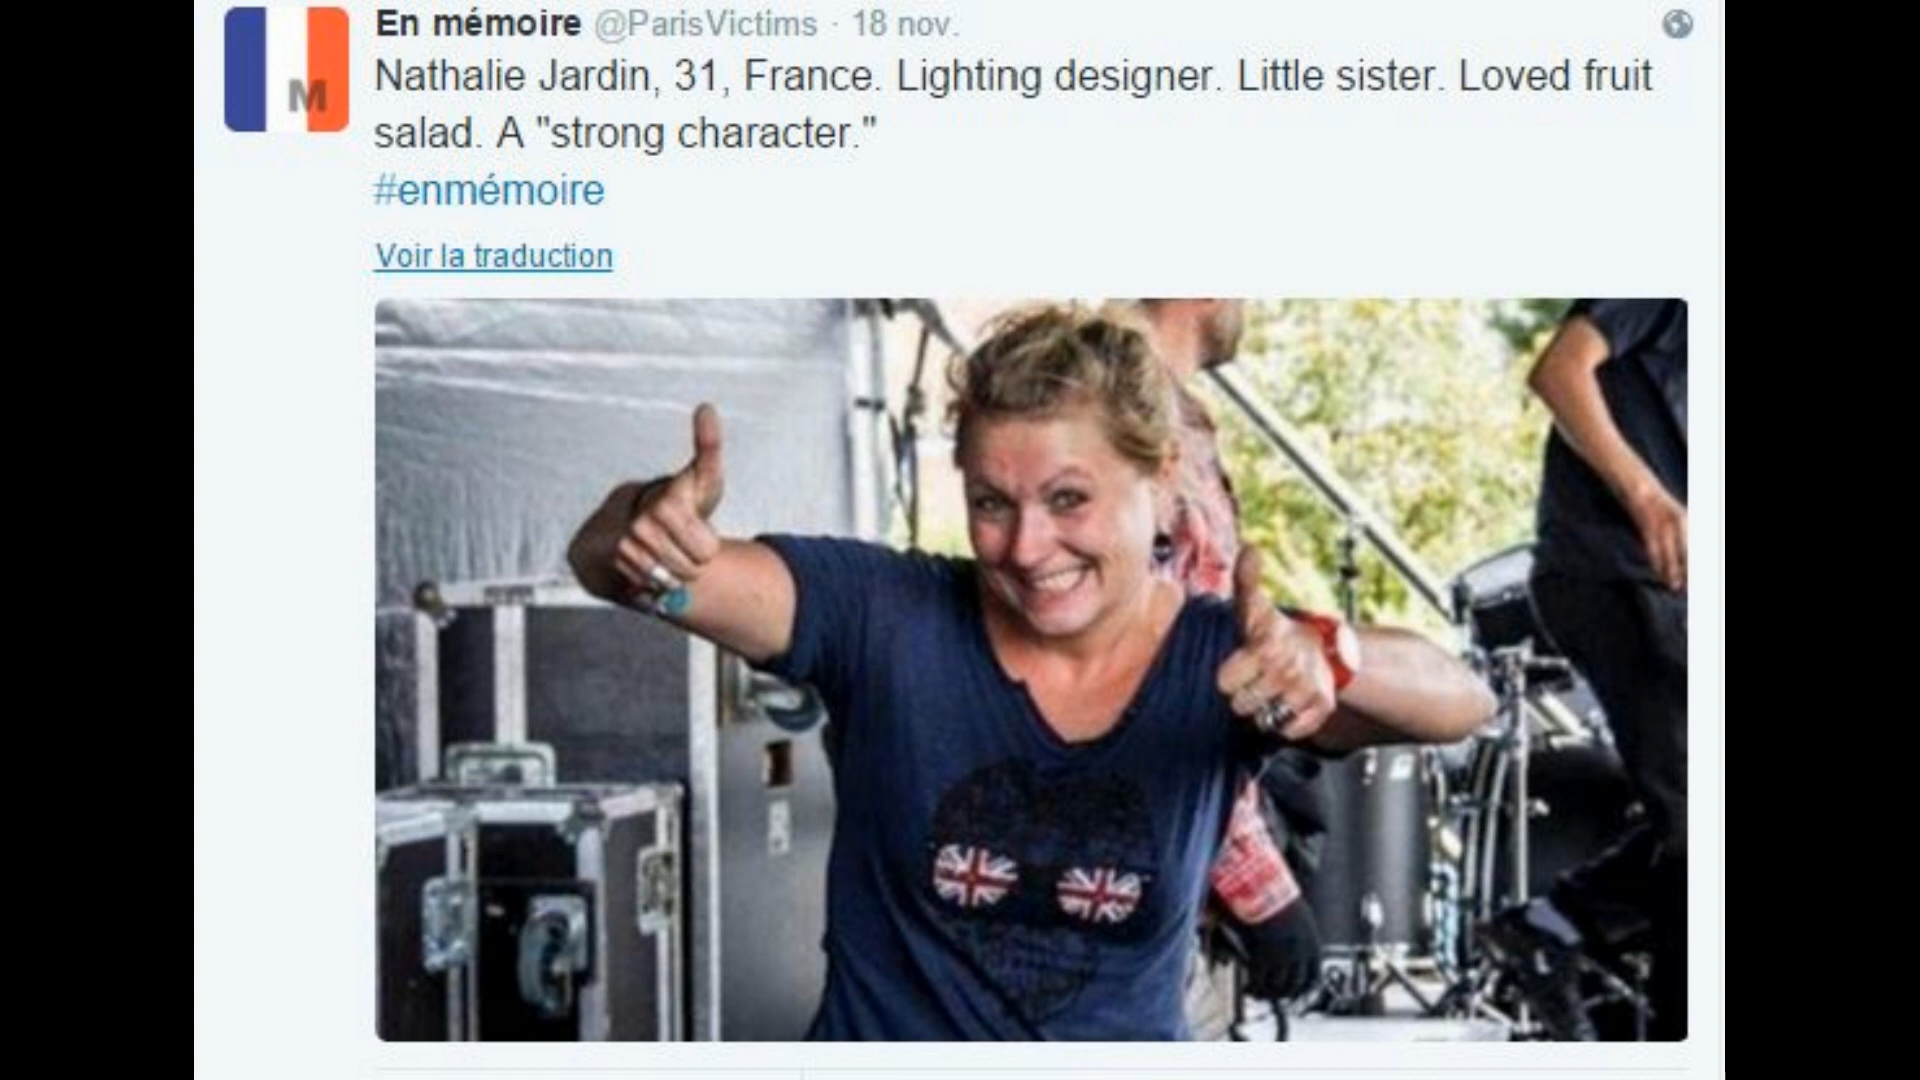 En mémoire @ParisVictims · 18 nov.
M
Nathalie Jardin, 31, France. Lighting designer. Little sister. Loved fruit
salad. A "strong character."
#enmémoire
Voir la traduction